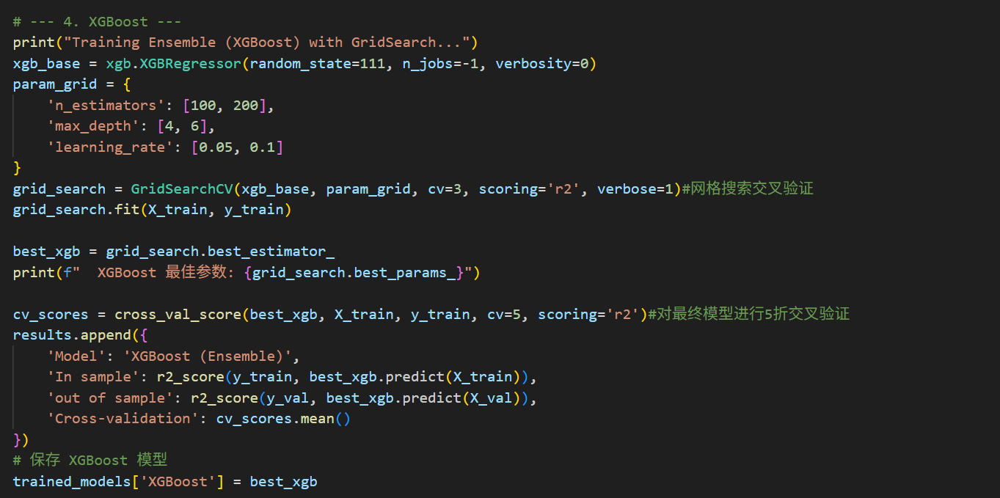 # --- 4. XGBoost ---
print("Training Ensemble (XGBoost) with GridSearch...")
xgb_base = xgb.XGBRegressor(random_state=111, n_jobs=-1, verbosity=0)
param_grid = {
    'n_estimators': [100, 200],
    'max_depth': [4, 6],
    'learning_rate': [0.05, 0.1]
}
grid_search = GridSearchCV(xgb_base, param_grid, cv=3, scoring='r2', verbose=1)#网格搜索交叉验证
grid_search.fit(X_train, y_train)

best_xgb = grid_search.best_estimator_
print(f"  XGBoost 最佳参数: {grid_search.best_params_}")

cv_scores = cross_val_score(best_xgb, X_train, y_train, cv=5, scoring='r2')#对最终模型进行5折交叉验证
results.append({
    'Model': 'XGBoost (Ensemble)',
    'In sample': r2_score(y_train, best_xgb.predict(X_train)),
    'out of sample': r2_score(y_val, best_xgb.predict(X_val)),
    'Cross-validation': cv_scores.mean()
})
# 保存 XGBoost 模型
trained_models['XGBoost'] = best_xgb